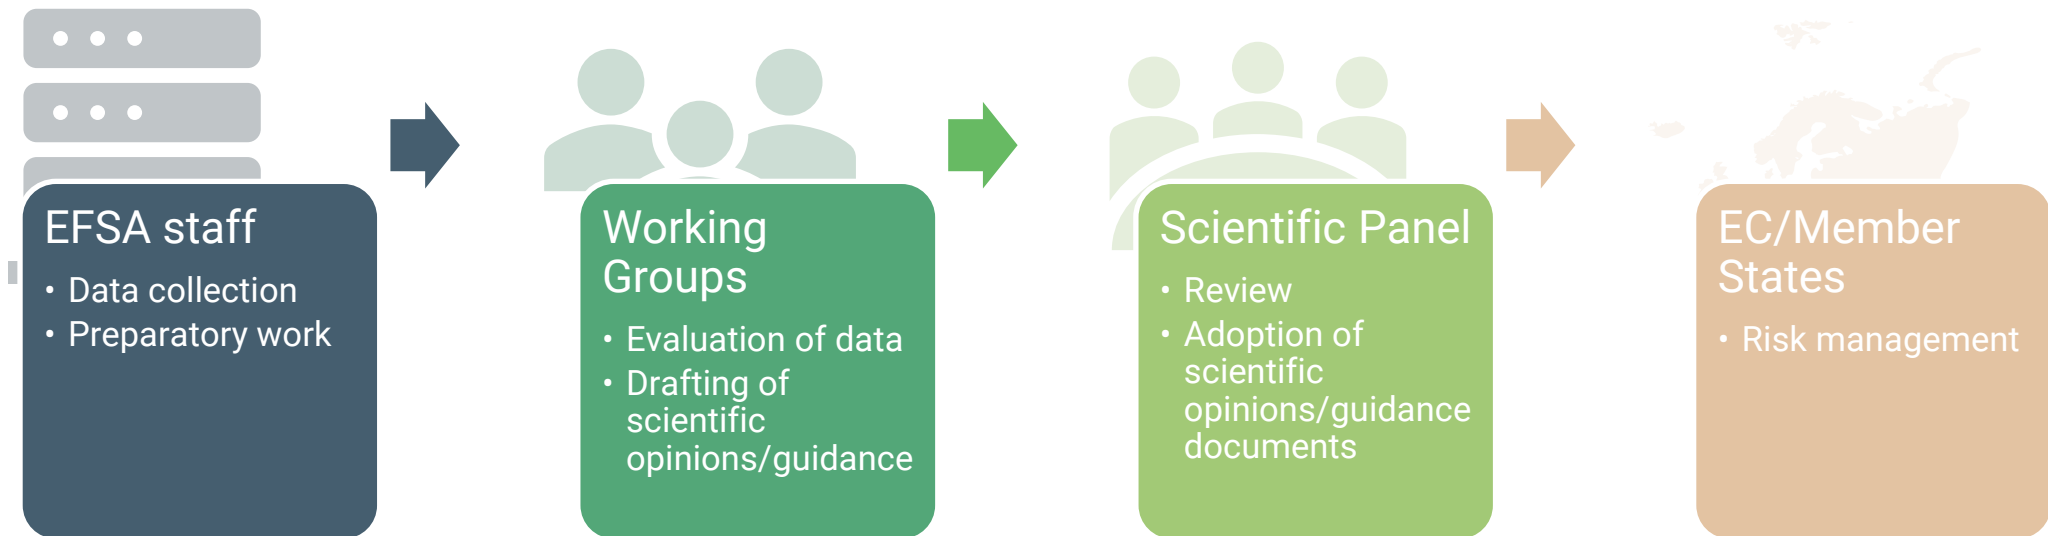 EFSA staff
• Data collection
• Preparatory work
Working
Groups
• Evaluation of data
• Drafting of
scientific
opinions/guidance
Scientific Panel
• Review
• Adoption of
scientific
opinions/guidance
documents
EC/Member
States
• Risk management